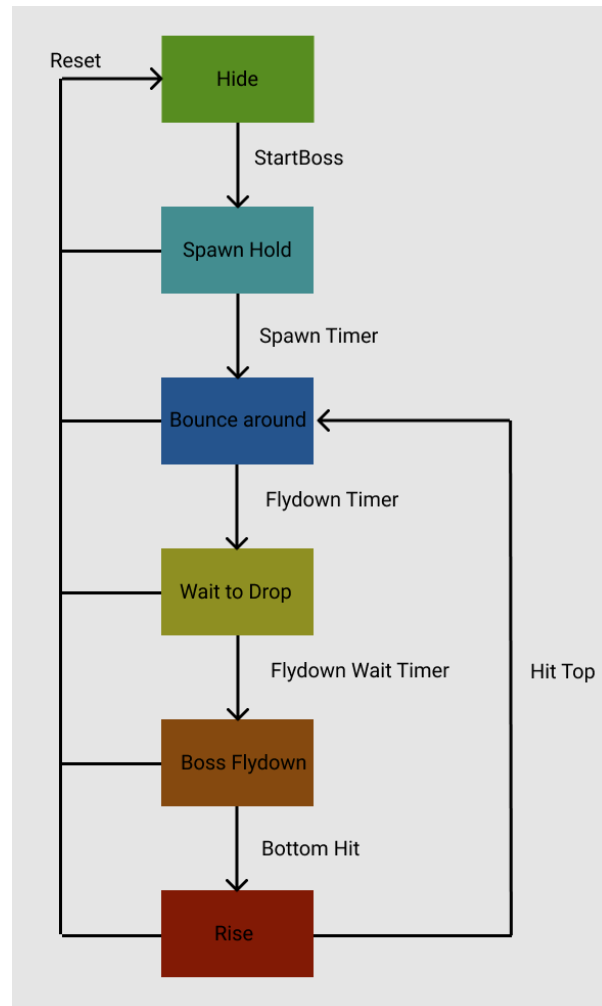 Reset
Hide
StartBoss
Spawn Hold
Spawn Timer
Bounce around
Flydown Timer
Wait to Drop
Flydown Wait Timer
Hit Top
Boss Flydown
Bottom Hit
Rise